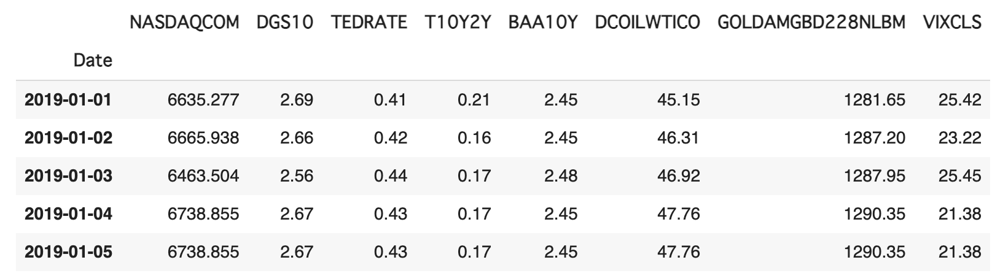 NASDAQCOM DGS10 TEDRATE T10Y2Y BAA10Y DCOILWTICO GOLDAMGBD228NLBM VIXCLS
Date
2019-01-01 6635.277 2.69 0.41 0.21 2.45 45.15 1281.65 25.42
2019-01-02 6665.938 2.66 0.42 0.16 2.45 46.31 1287.20 23.22
2019-01-03 6463.504 2.56 0.44 0.17 2.48 46.92 1287.95 25.45
2019-01-04 6738.855 2.67 0.43 0.17 2.45 47.76 1290.35 21.38
2019-01-05 6738.855 2.67 0.43 0.17 2.45 47.76 1290.35 21.38